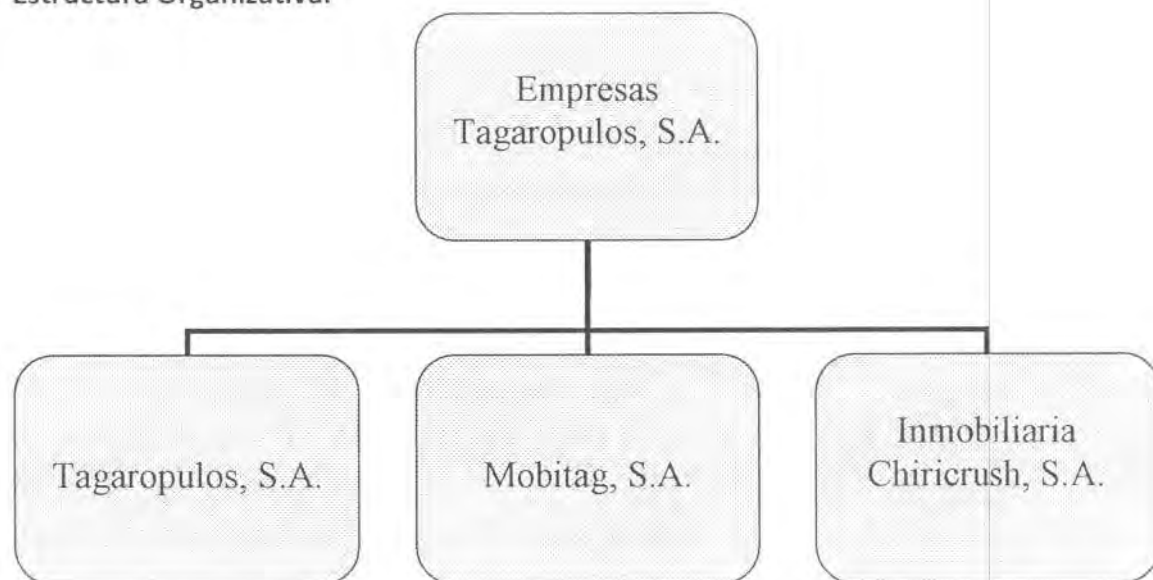 Estructura Organizativa:
Empresas
Tagaropulos, S.A.
Tagaropulos, S.A.
Mobitag, S.A.
Inmobiliaria
Chiricrush, S.A.